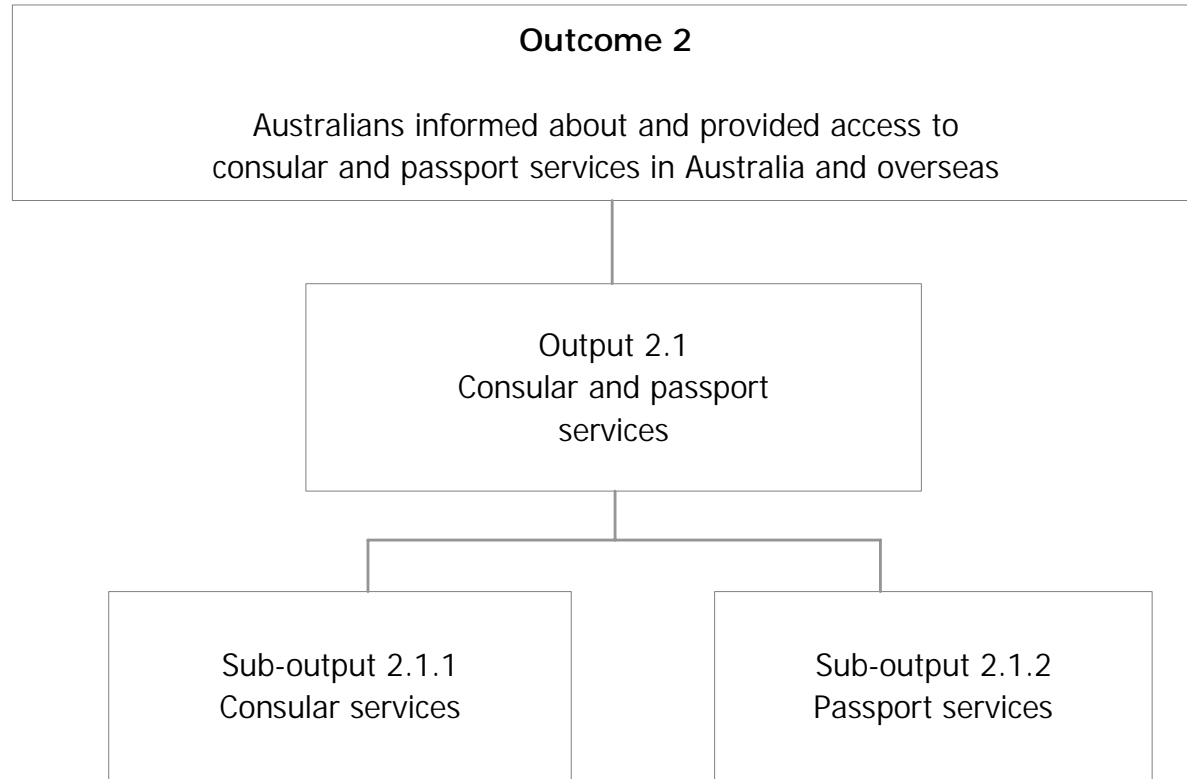 Outcome 2
Australians informed about and provided access to
consular and passport services in Australia and overseas
Output 2.1
Consular and passport
services
Sub-output 2.1.1
Consular services
Sub-output 2.1.2
Passport services